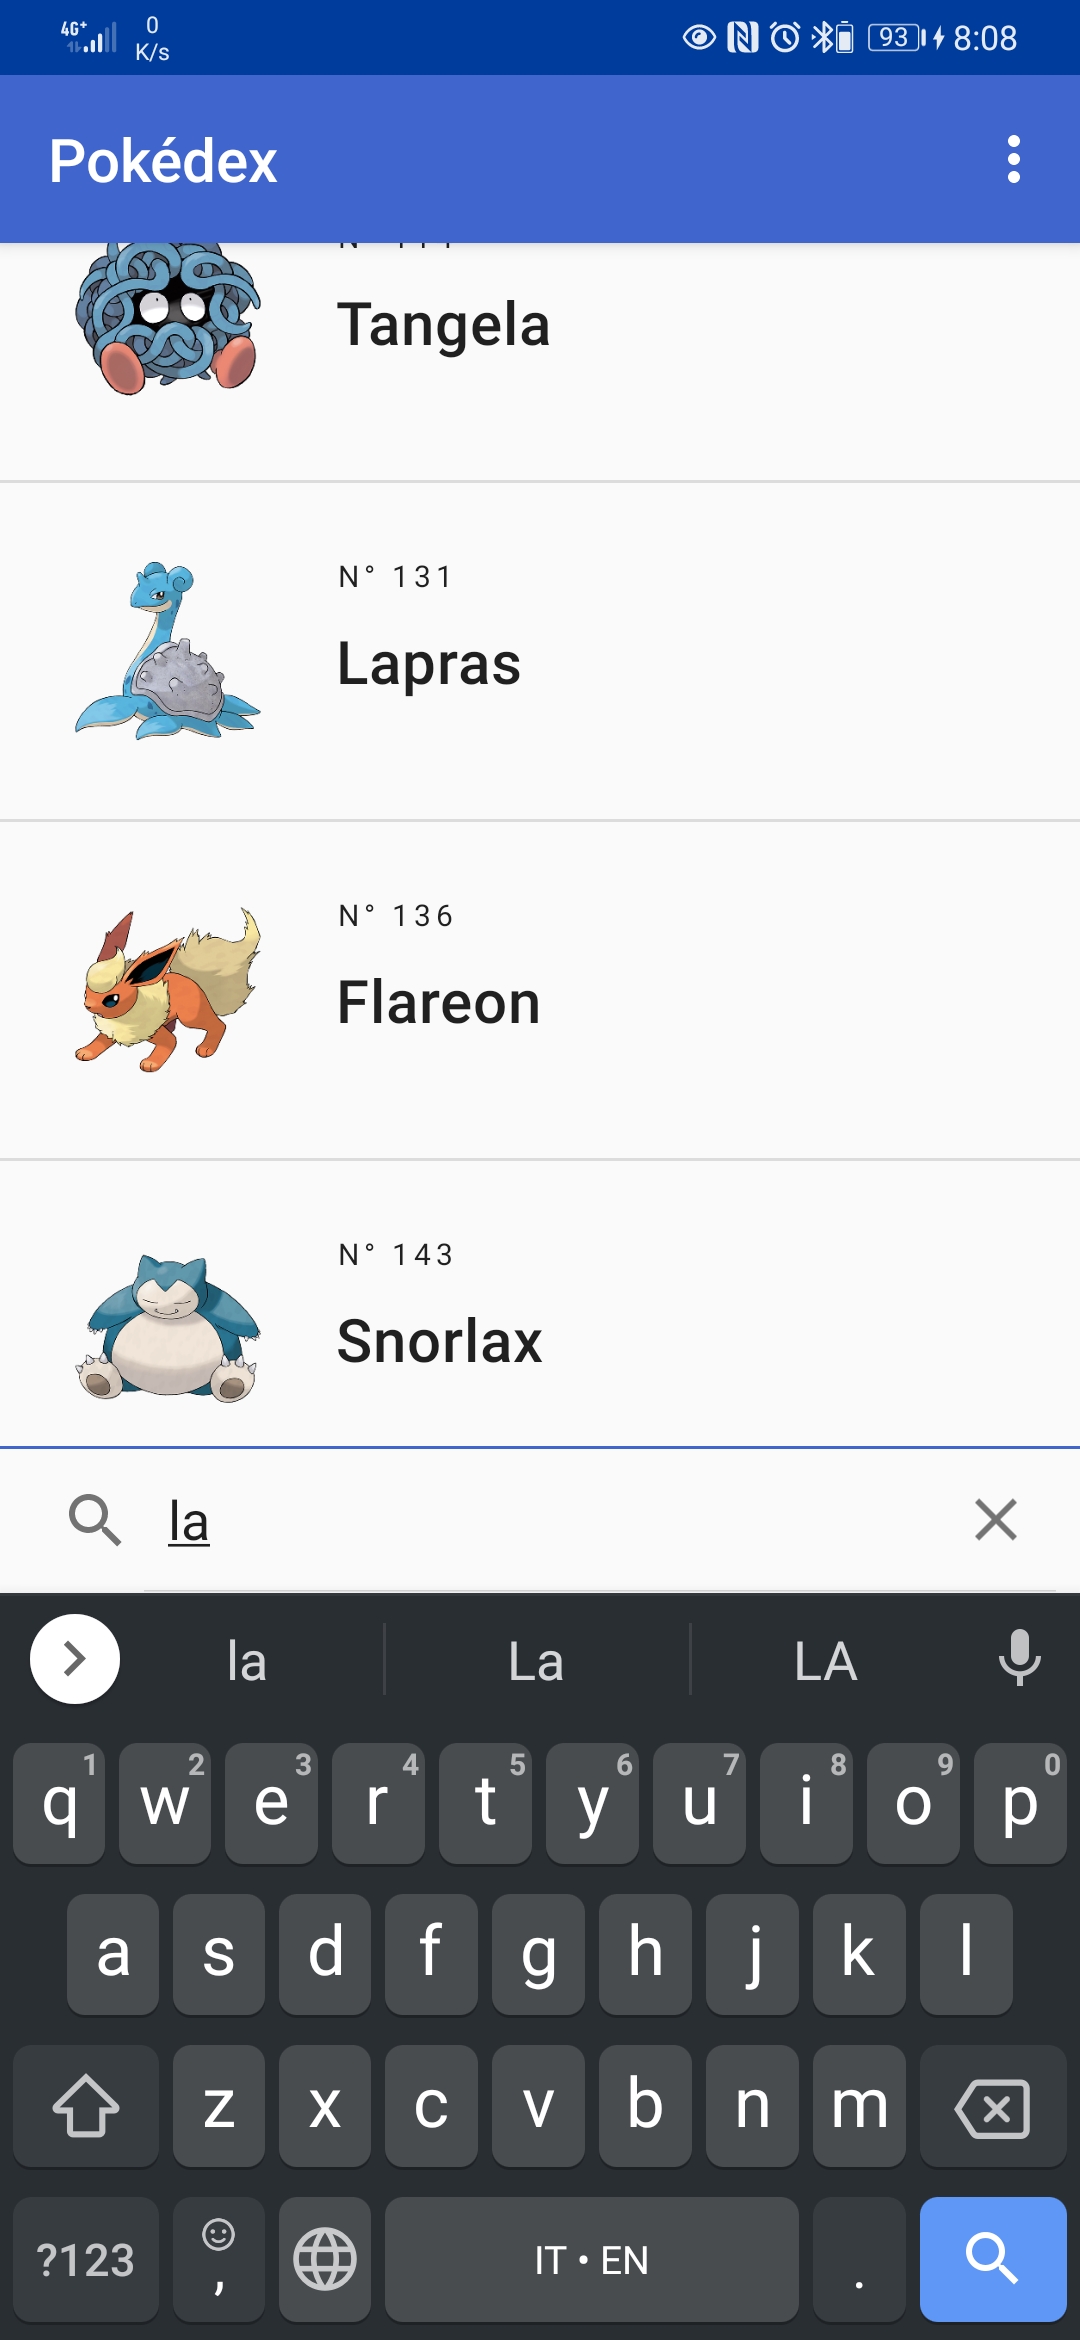 4G+
0
K/s
93
8:08
Pokédex
Tangela
N° 131
Lapras
N° 136
Flareon
N° 143
Snorlax
la
la La LA
1 2 3 4 5 6 7 8 9 0
q w e r t y u i o p
a s d f g h j k l
z x c v b n m
?123 , IT • EN .